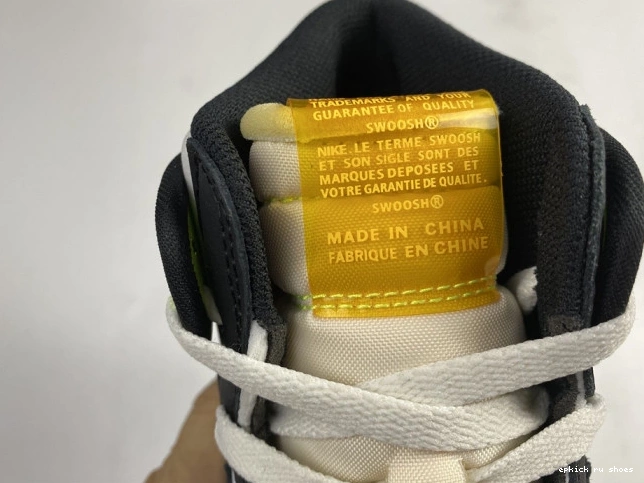 TRADEMARKS AND YOUR
GUARANTEE OF QUALITY
SWOOSH®
NIKE. LE TERME SWOOSH
ET SON SIGLE SONT DES
MARQUES DEPOSEES ET
VOTRE GARANTIE DE QUALITE.
SWOOSH®
MADE IN CHINA
FABRIQUE EN CHINE
epkick ru shoes